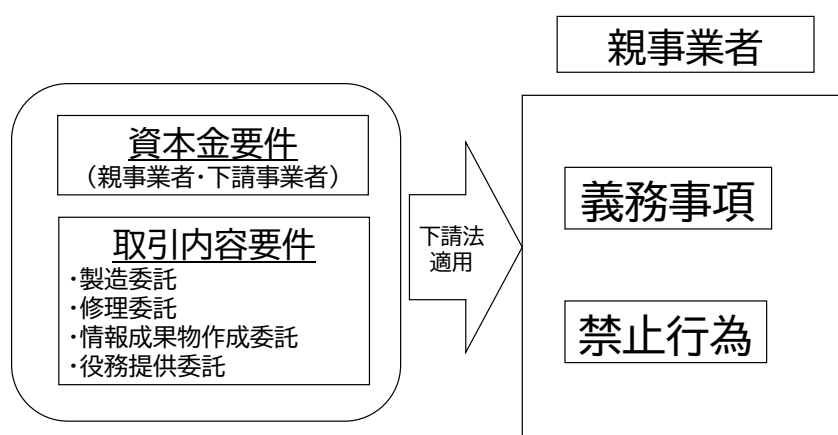 親事業者
資本金要件
（親事業者・下請事業者）
取引内容要件
・製造委託
・修理委託
・情報成果物作成委託
・役務提供委託
下請法
適用
義務事項
禁止行為